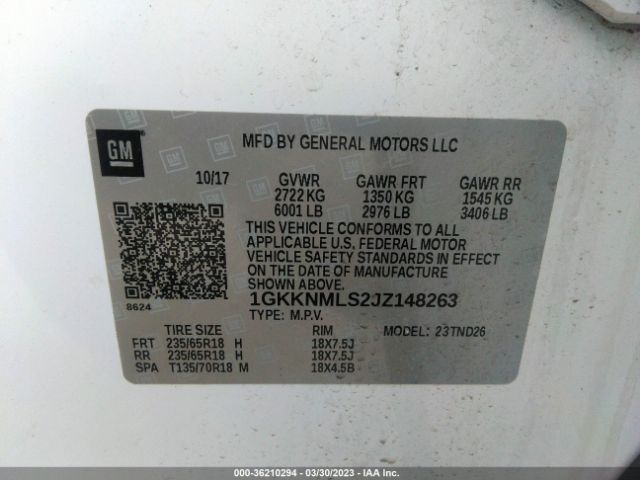 GM
MFD BY GENERAL MOTORS LLC
10/17 GVWR GAWR FRT GAWR RR
2722 KG 1350 KG 1545 KG
6001 LB 2976 LB 3406 LB
THIS VEHICLE CONFORMS TO ALL
APPLICABLE U.S. FEDERAL MOTOR
VEHICLE SAFETY STANDARDS IN EFFECT
ON THE DATE OF MANUFACTURE
SHOWN ABOVE.
8624
1GKKNMLS2JZ148263
TYPE: M.P.V. MODEL: 23TND26
TIRE SIZE RIM
FRT 235/65R18 H 18X7.5J
RR 235/65R18 H 18X7.5J
SPA T135/70R18 M 18X4.5B
000-36210294 - 03/30/2023 - IAA Inc.